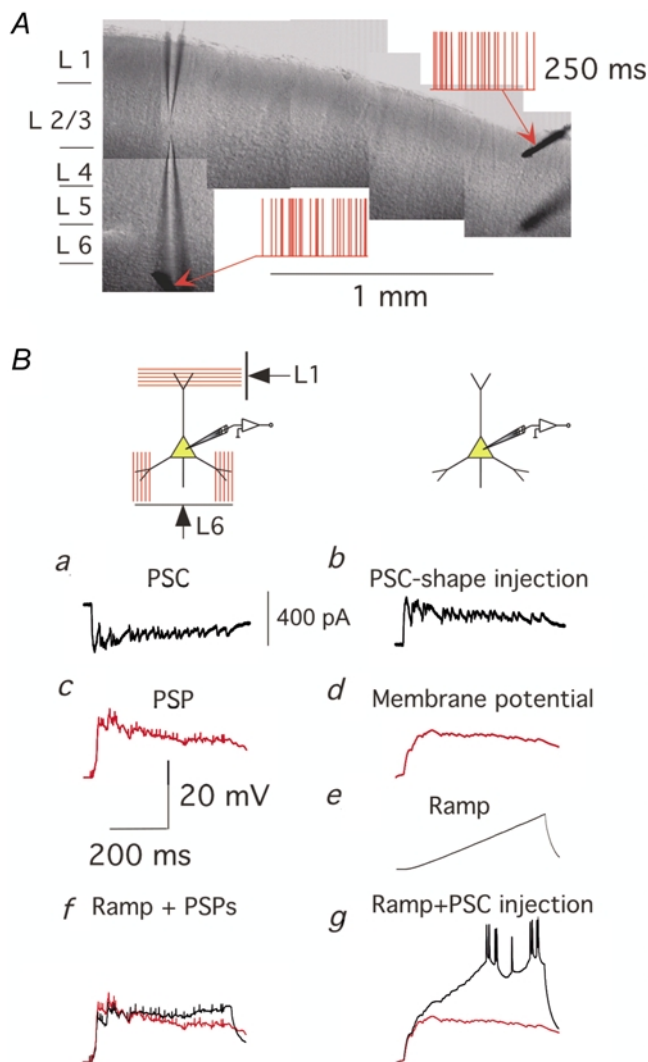 A
L 1
L 2/3
L 4
L 5
L 6
250 ms
1 mm
B
L1
L6
a
PSC
400 pA
b
PSC-shape injection
c
PSP
20 mV
200 ms
d
Membrane potential
e
Ramp
f
Ramp + PSPs
g
Ramp+PSC injection